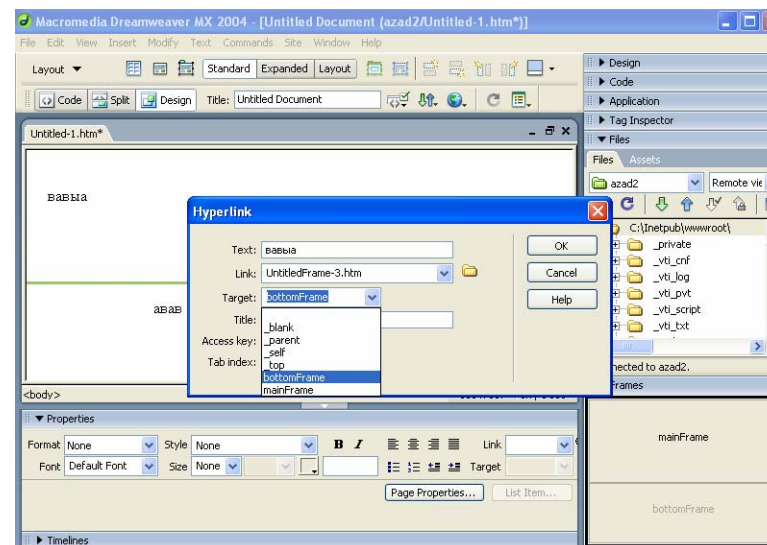 Macromedia Dreamweaver MX 2004 - [Untitled Document (azad2/Untitled-1.htm*)]
File Edit View Insert Modify Text Commands Site Window Help
Layout Standard Expanded Layout
Code Split Design Title: Untitled Document
Untitled-1.htm*
вавыа
авав
<body>
Hyperlink
Text: вавыа
Link: UntitledFrame-3.htm
Target: bottomFrame
Title:
Access key:
Tab index:
_blank
_parent
_self
_top
bottomFrame
mainFrame
OK
Cancel
Help
Properties
Format None Style None B I Link
Font Default Font Size None Target
Page Properties... List Item...
Timelines
Design
Code
Application
Tag Inspector
Files
Files Assets
azad2 Remote vie
C:\Inetpub\wwwroot\
_private
_vti_cnf
_vti_log
_vti_pvt
_vti_script
_vti_txt
nected to azad2.
Frames
mainFrame
bottomFrame